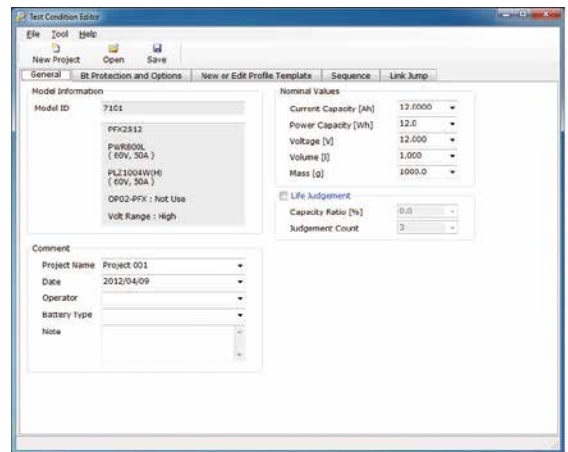 Test Condition Editor
File Tool Help
New Project Open Save
General Bt Protection and Options New or Edit Profile Template Sequence Link Jump
Model Information
Model ID 7101
PFX2512
PWR800L
( 60V, 50A )
PLZ1004W(H)
( 60V, 50A )
OP02-PFX : Not Use
Volt Range : High
Nominal Values
Current Capacity [Ah] 12.0000
Power Capacity [Wh] 12.0
Voltage [V] 12.000
Volume [l] 1.000
Mass [g] 1000.0
Life Judgement
Capacity Ratio [%] 0.0
Judgement Count 3
Comment
Project Name Project 001
Date 2012/04/09
Operator
Battery Type
Note